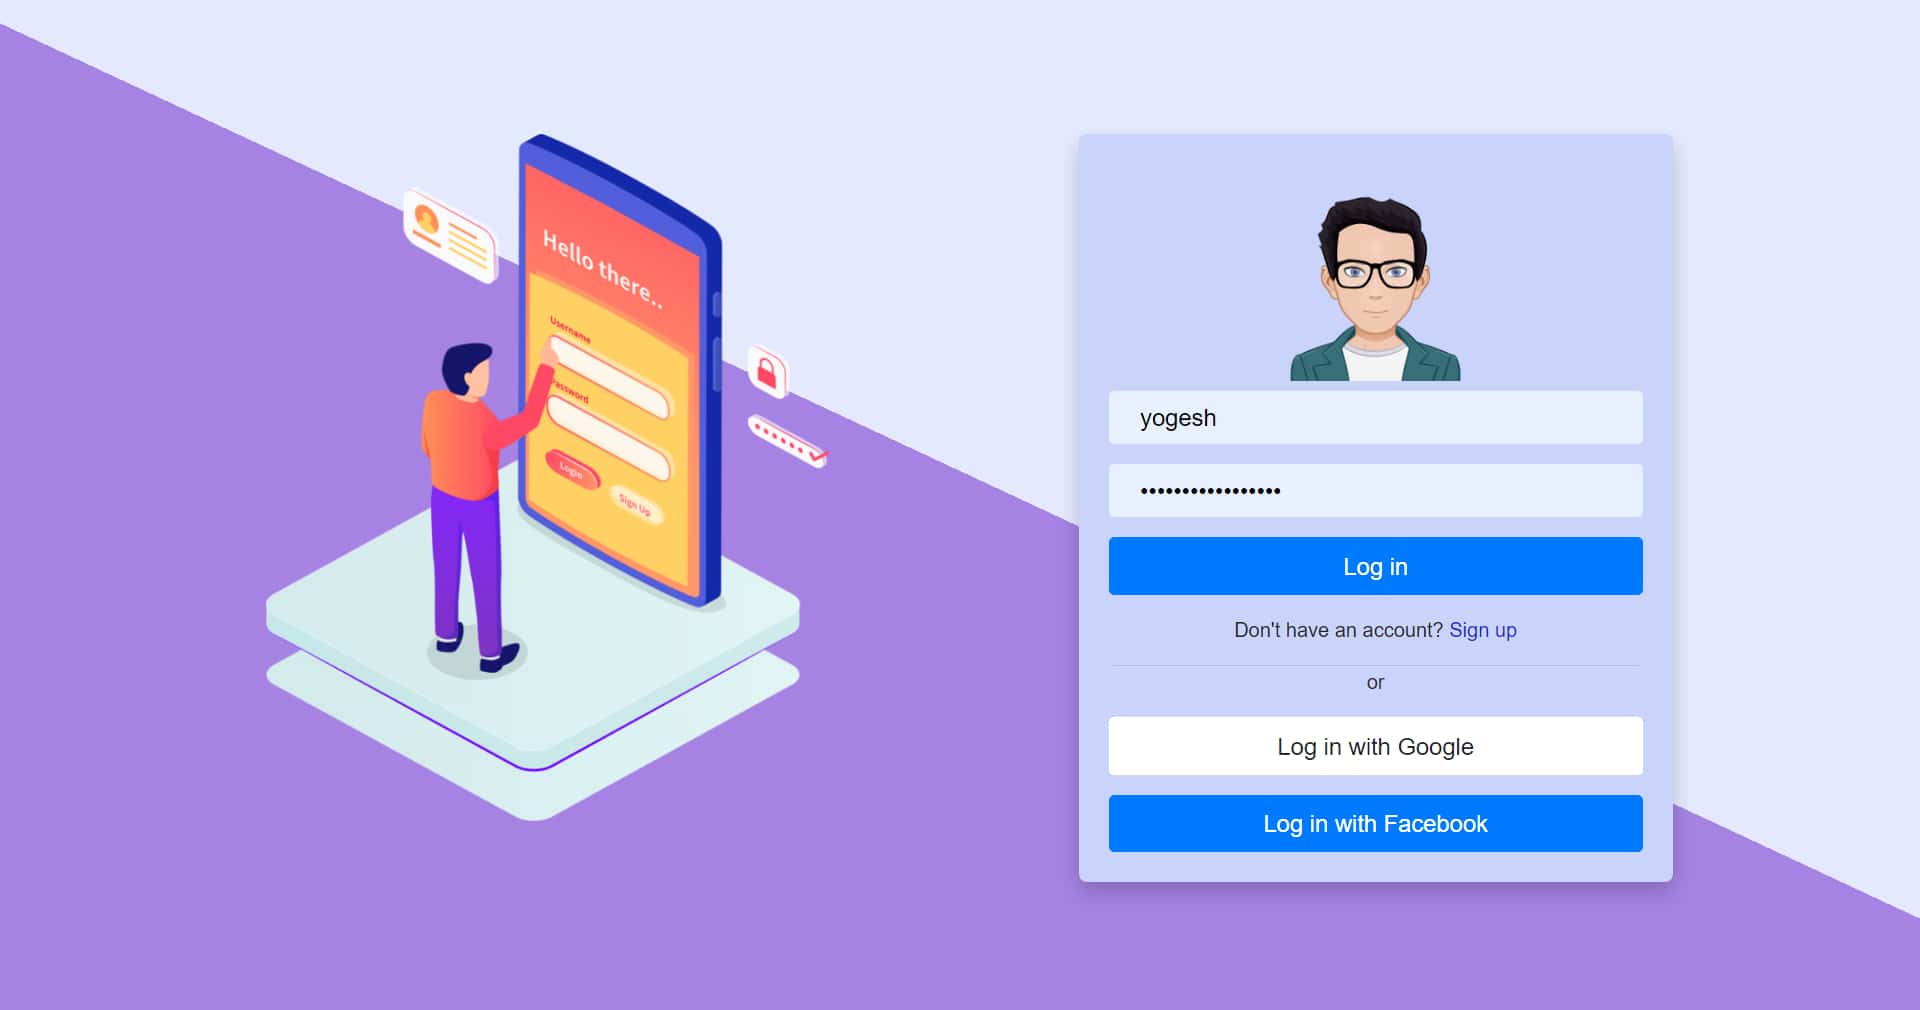 Hello there..
Username
Password
Login
Sign Up
yogesh
•••••••••••••••••
Log in
Don't have an account? Sign up
or
Log in with Google
Log in with Facebook